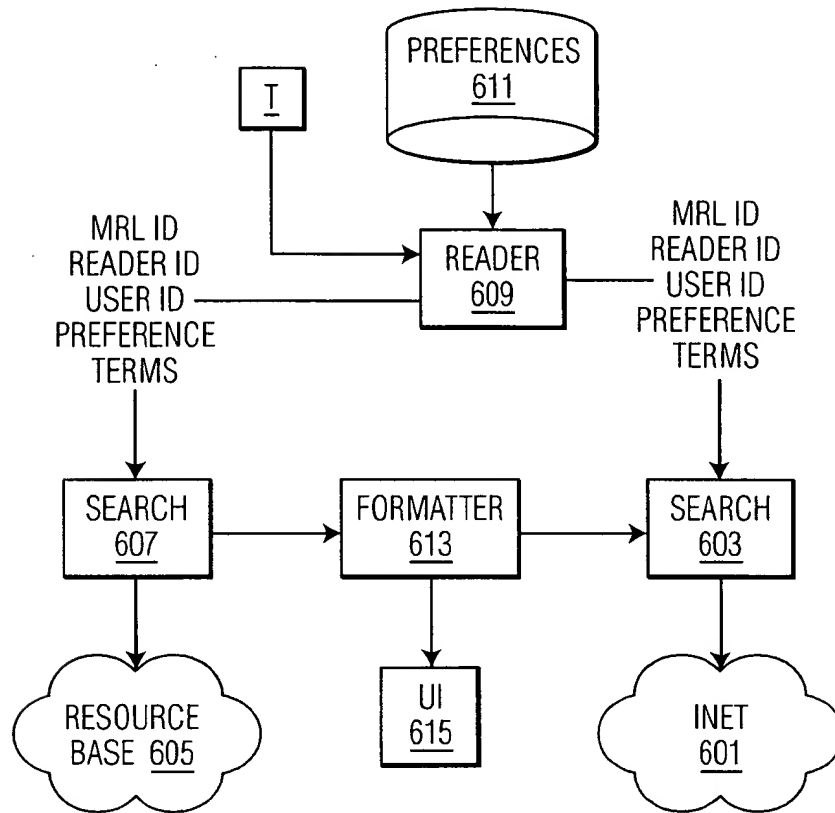 PREFERENCES
611
T
MRL ID
READER ID
USER ID
PREFERENCE
TERMS
READER
609
MRL ID
READER ID
USER ID
PREFERENCE
TERMS
SEARCH
607
FORMATTER
613
SEARCH
603
RESOURCE
BASE 605
UI
615
INET
601